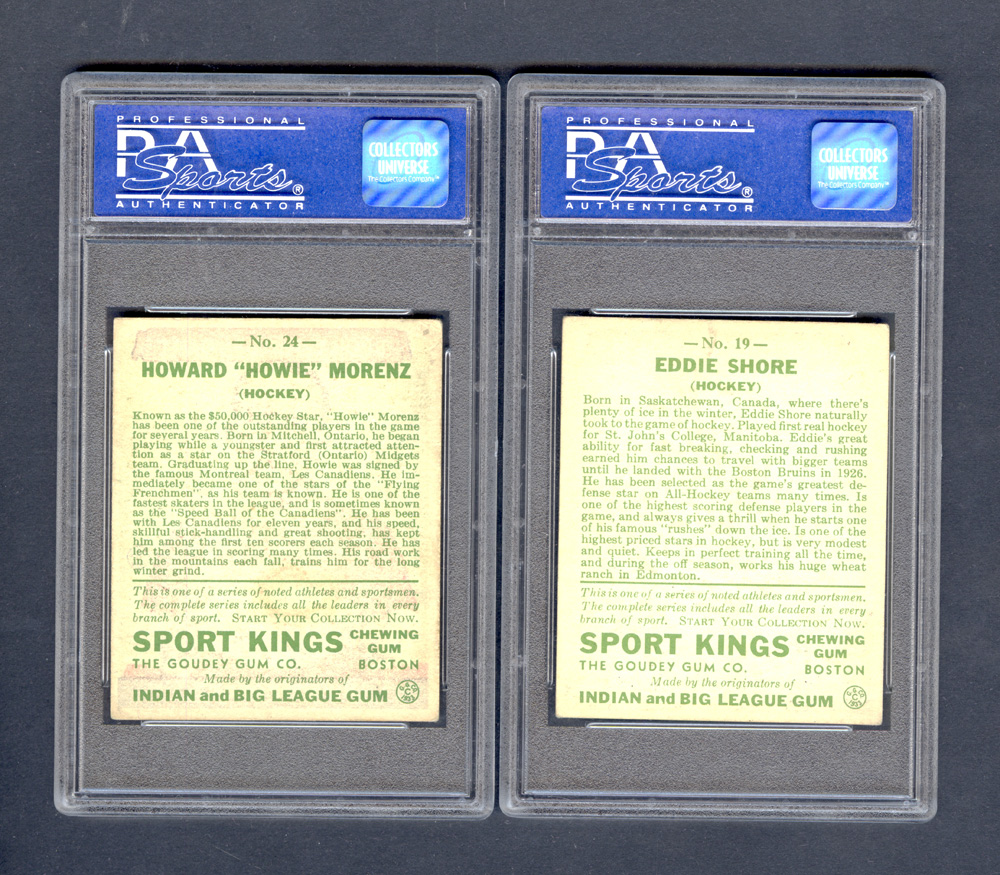 PROFESSIONAL
PSA
Sports®
AUTHENTICATOR
COLLECTORS
UNIVERSE
The Collectors Company™
— No. 24 —
HOWARD "HOWIE" MORENZ
(HOCKEY)
Known as the $50,000 Hockey Star, "Howie" Morenz
has been one of the outstanding players in the game
for several years. Born in Mitchell, Ontario, he began
playing while a youngster and first attracted atten-
tion as a star on the Stratford (Ontario) Midgets
team. Graduating up the line, Howie was signed by
the famous Montreal team, Les Canadiens. He im-
mediately became one of the stars of the "Flying
Frenchmen", as his team is known. He is one of the
fastest skaters in the league, and is sometimes known
as the "Speed Ball of the Canadiens". He has been
with Les Canadiens for eleven years, and his speed,
skillful stick-handling and great shooting, has kept
him among the first ten scorers each season. He has
led the league in scoring many times. His road work
in the mountains each fall, trains him for the long
winter grind.
This is one of a series of noted athletes and sportsmen.
The complete series includes all the leaders in every
branch of sport. START YOUR COLLECTION NOW.
SPORT KINGS CHEWING GUM
THE GOUDEY GUM CO. BOSTON
Made by the originators of
INDIAN and BIG LEAGUE GUM
PROFESSIONAL
PSA
Sports®
AUTHENTICATOR
COLLECTORS
UNIVERSE
The Collectors Company™
— No. 19 —
EDDIE SHORE
(HOCKEY)
Born in Saskatchewan, Canada, where there's
plenty of ice in the winter, Eddie Shore naturally
took to the game of hockey. Played first real hockey
for St. John's College, Manitoba. Eddie's great
ability for fast breaking, checking and rushing
earned him chances to travel with bigger teams
until he landed with the Boston Bruins in 1926.
He has been selected as the game's greatest de-
fense star on All-Hockey teams many times. Is
one of the highest scoring defense players in the
game, and always gives a thrill when he starts one
of his famous "rushes" down the ice. Is one of the
highest priced stars in hockey, but is very modest
and quiet. Keeps in perfect training all the time,
and during the off season, works his huge wheat
ranch in Edmonton.
This is one of a series of noted athletes and sportsmen.
The complete series includes all the leaders in every
branch of sport. START YOUR COLLECTION NOW.
SPORT KINGS CHEWING GUM
THE GOUDEY GUM CO. BOSTON
Made by the originators of
INDIAN and BIG LEAGUE GUM